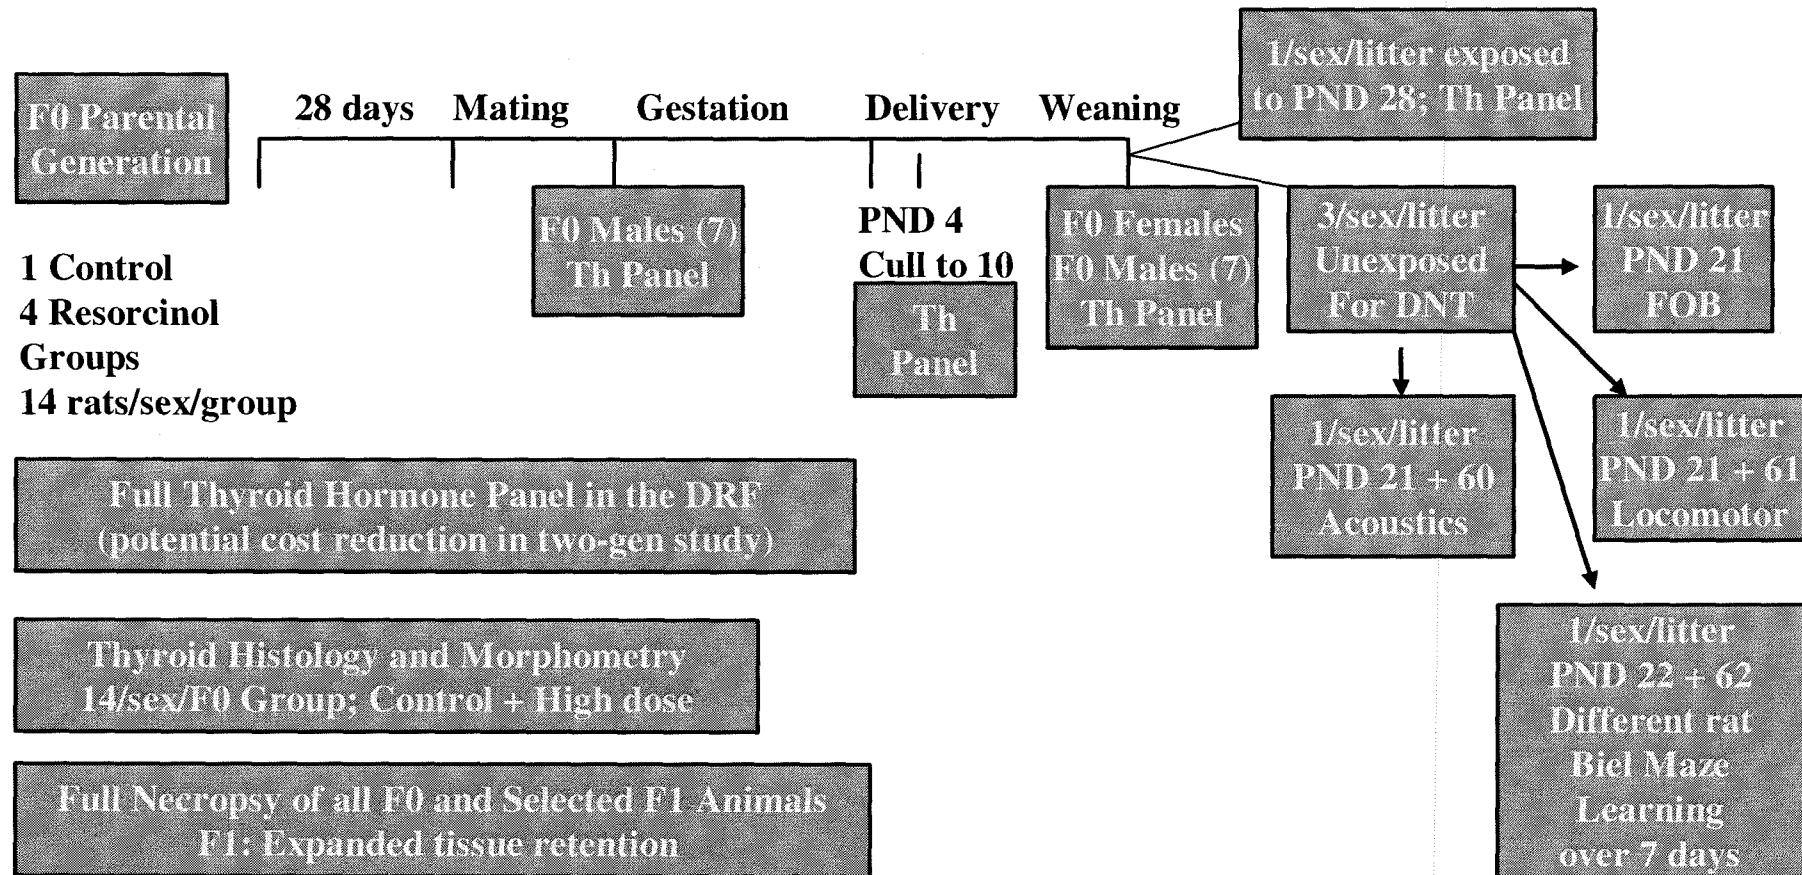 F0 Parental
Generation
28 days
Mating
Gestation
Delivery
Weaning
1/sex/litter exposed
to PND 28; Th Panel
1 Control
4 Resorcinol
Groups
14 rats/sex/group
F0 Males (7)
Th Panel
PND 4
Cull to 10
Th
Panel
F0 Females
F0 Males (7)
Th Panel
3/sex/litter
Unexposed
For DNT
1/sex/litter
PND 21
FOB
1/sex/litter
PND 21 + 60
Acoustics
1/sex/litter
PND 21 + 61
Locomotor
1/sex/litter
PND 22 + 62
Different rat
Biel Maze
Learning
over 7 days
Full Thyroid Hormone Panel in the DRF
(potential cost reduction in two-gen study)
Thyroid Histology and Morphometry
14/sex/F0 Group; Control + High dose
Full Necropsy of all F0 and Selected F1 Animals
F1: Expanded tissue retention